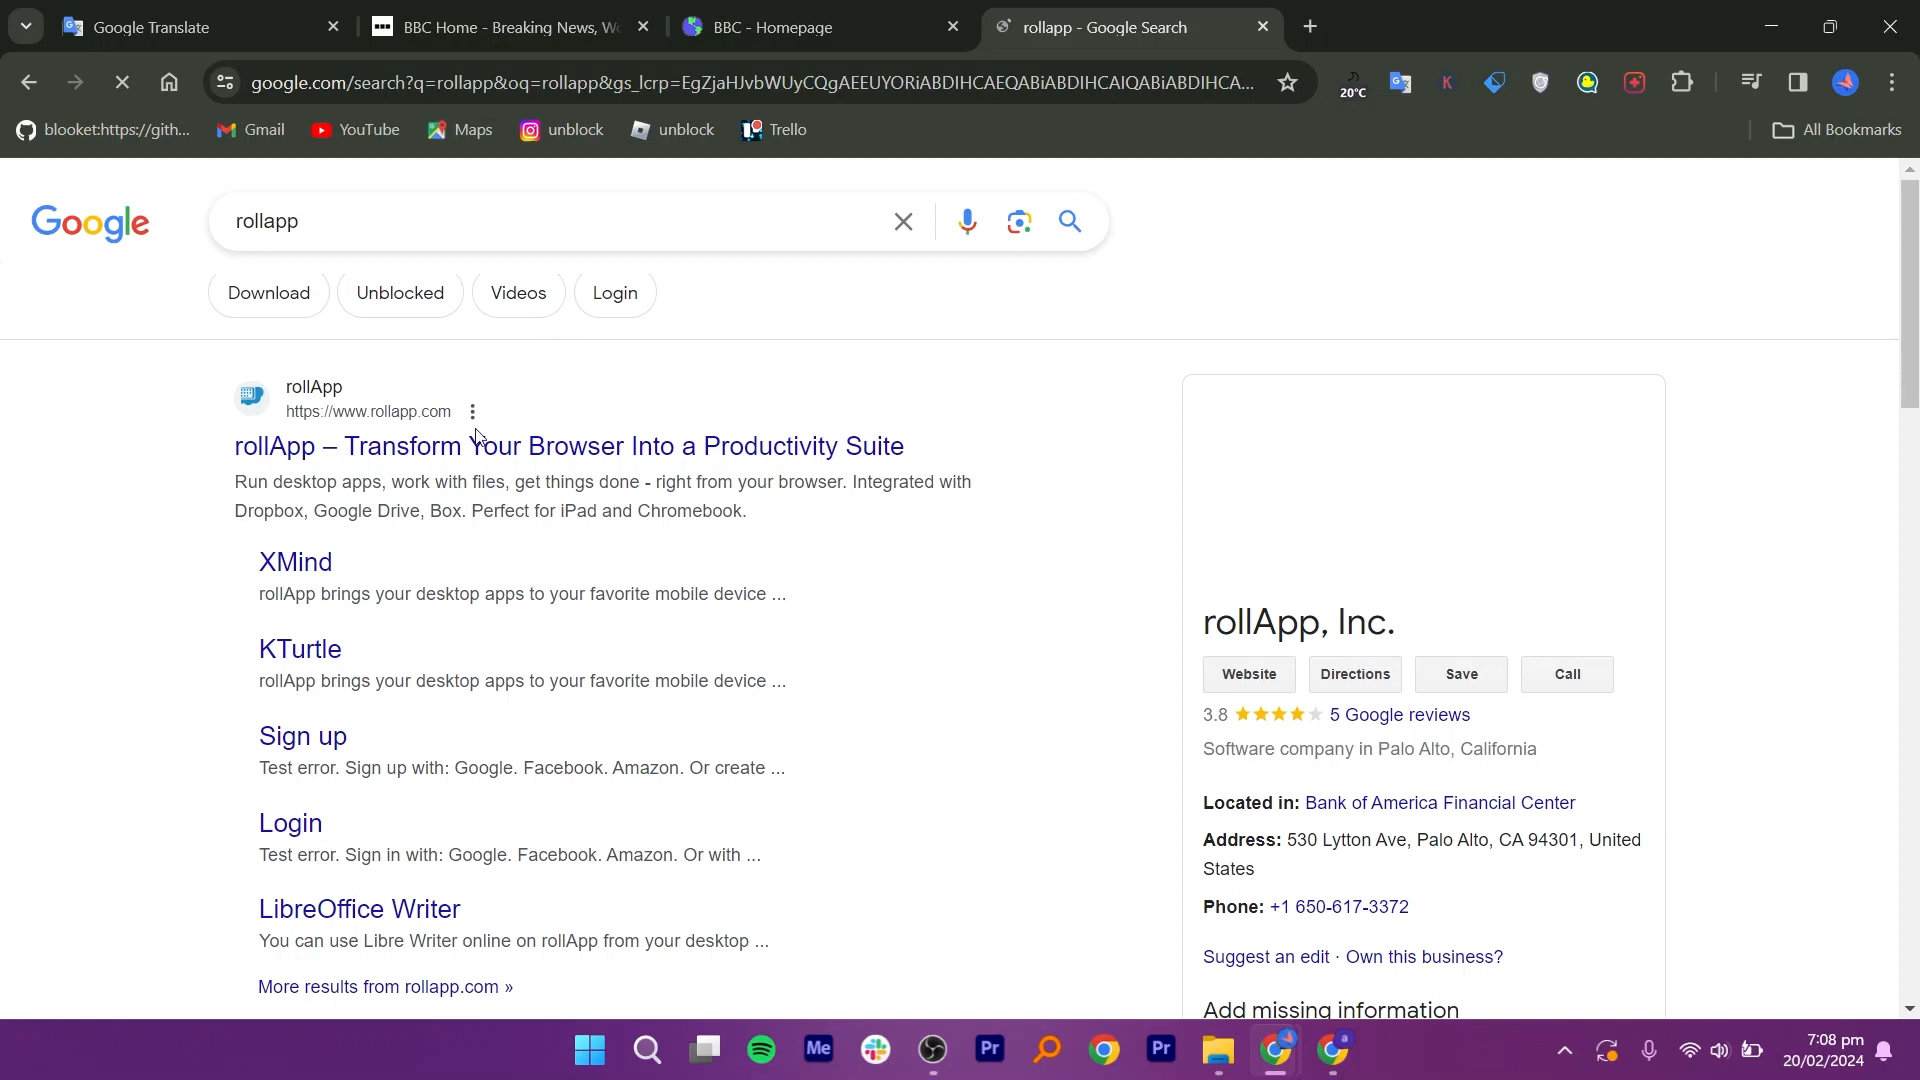 Google Translate
BBC Home - Breaking News, Wo
BBC - Homepage
rollapp - Google Search
google.com/search?q=rollapp&oq=rollapp&gs_lcrp=EgZjaHJvbWUyCQgAEEUYORiABDIHCAEQABiABDIHCAIQABiABDIHCA...
20°C
K
blooket:https://gith...
Gmail
YouTube
Maps
unblock
unblock
Trello
All Bookmarks
Google
rollapp
Download
Unblocked
Videos
Login
rollApp
https://www.rollapp.com
rollApp – Transform Your Browser Into a Productivity Suite
Run desktop apps, work with files, get things done - right from your browser. Integrated with
Dropbox, Google Drive, Box. Perfect for iPad and Chromebook.
XMind
rollApp brings your desktop apps to your favorite mobile device ...
KTurtle
rollApp brings your desktop apps to your favorite mobile device ...
Sign up
Test error. Sign up with: Google. Facebook. Amazon. Or create ...
Login
Test error. Sign in with: Google. Facebook. Amazon. Or with ...
LibreOffice Writer
You can use Libre Writer online on rollApp from your desktop ...
More results from rollapp.com »
rollApp, Inc.
Website
Directions
Save
Call
3.8
5 Google reviews
Software company in Palo Alto, California
Located in: Bank of America Financial Center
Address: 530 Lytton Ave, Palo Alto, CA 94301, United
States
Phone: +1 650-617-3372
Suggest an edit · Own this business?
Add missing information
Me
Pr
Pr
a
7:08 pm
20/02/2024